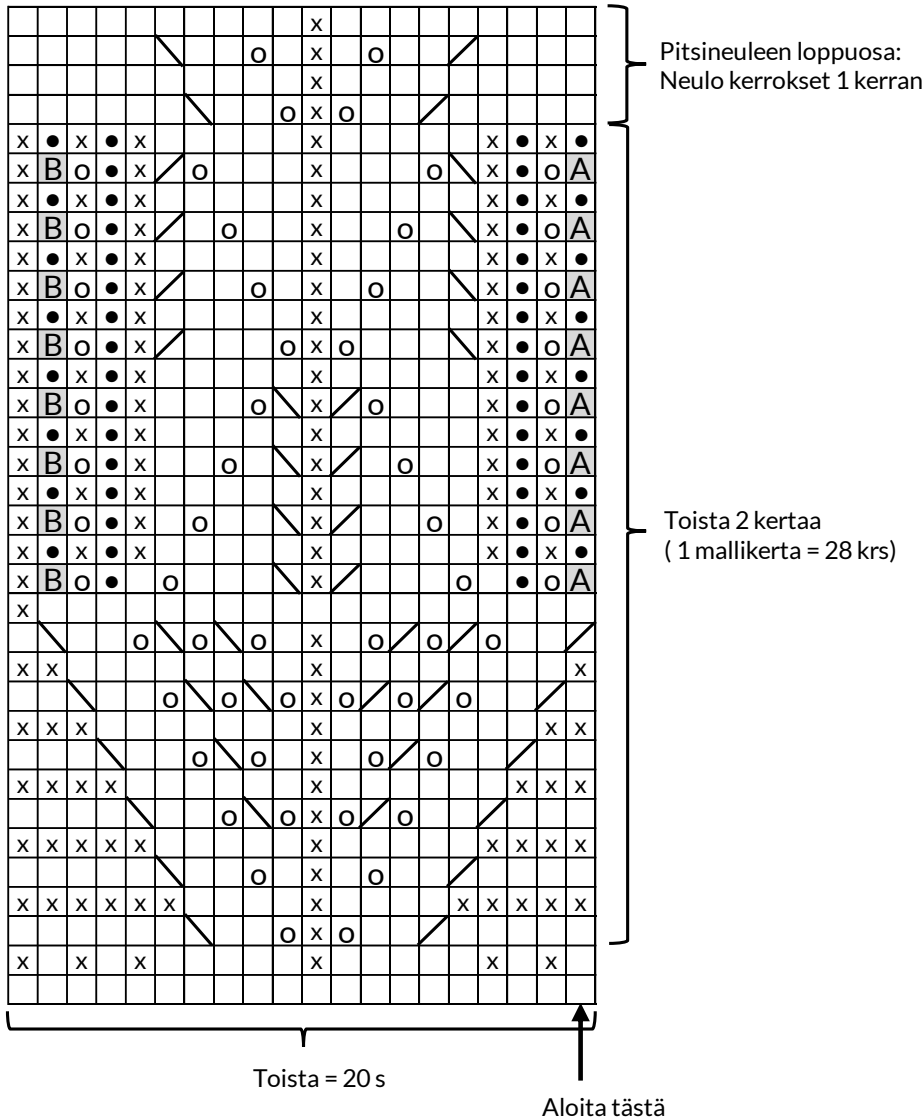 x
o x o
x
o x o
x • x • x x x • x •
x B o • x o x o x • o A
x • x • x x x • x •
x B o • x o x o x • o A
x • x • x x x • x •
x B o • x o x o x • o A
x • x • x x x • x •
x B o • x o x o x • o A
x • x • x x x • x •
x B o • x o x o x • o A
x • x • x x x • x •
x B o • x o x o x • o A
x • x • x x x • x •
x B o • x o x o x • o A
x • x • x x x • x •
x B o • o x o • o A
x
o o o x o o o
x x x x
o o o x o o o
x x x x x x
o o x o o
x x x x x x x x
o o x o o
x x x x x x x x x x
o x o
x x x x x x x x x x x x
o x o
x x x x x x
Pitsineuleen loppuosa:
Neulo kerrokset 1 kerran
Toista 2 kertaa
( 1 mallikerta = 28 krs)
Toista = 20 s
Aloita tästä